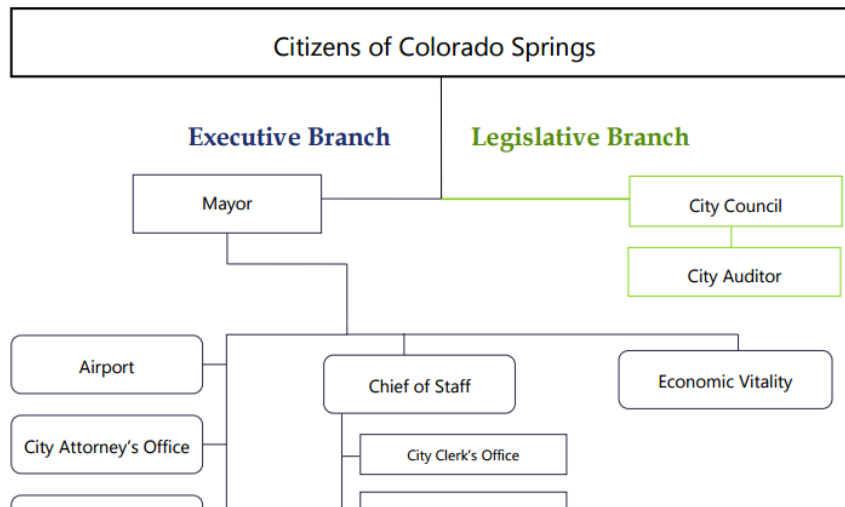 Citizens of Colorado Springs
Executive Branch
Legislative Branch
Mayor
City Council
City Auditor
Airport
Chief of Staff
Economic Vitality
City Attorney's Office
City Clerk's Office